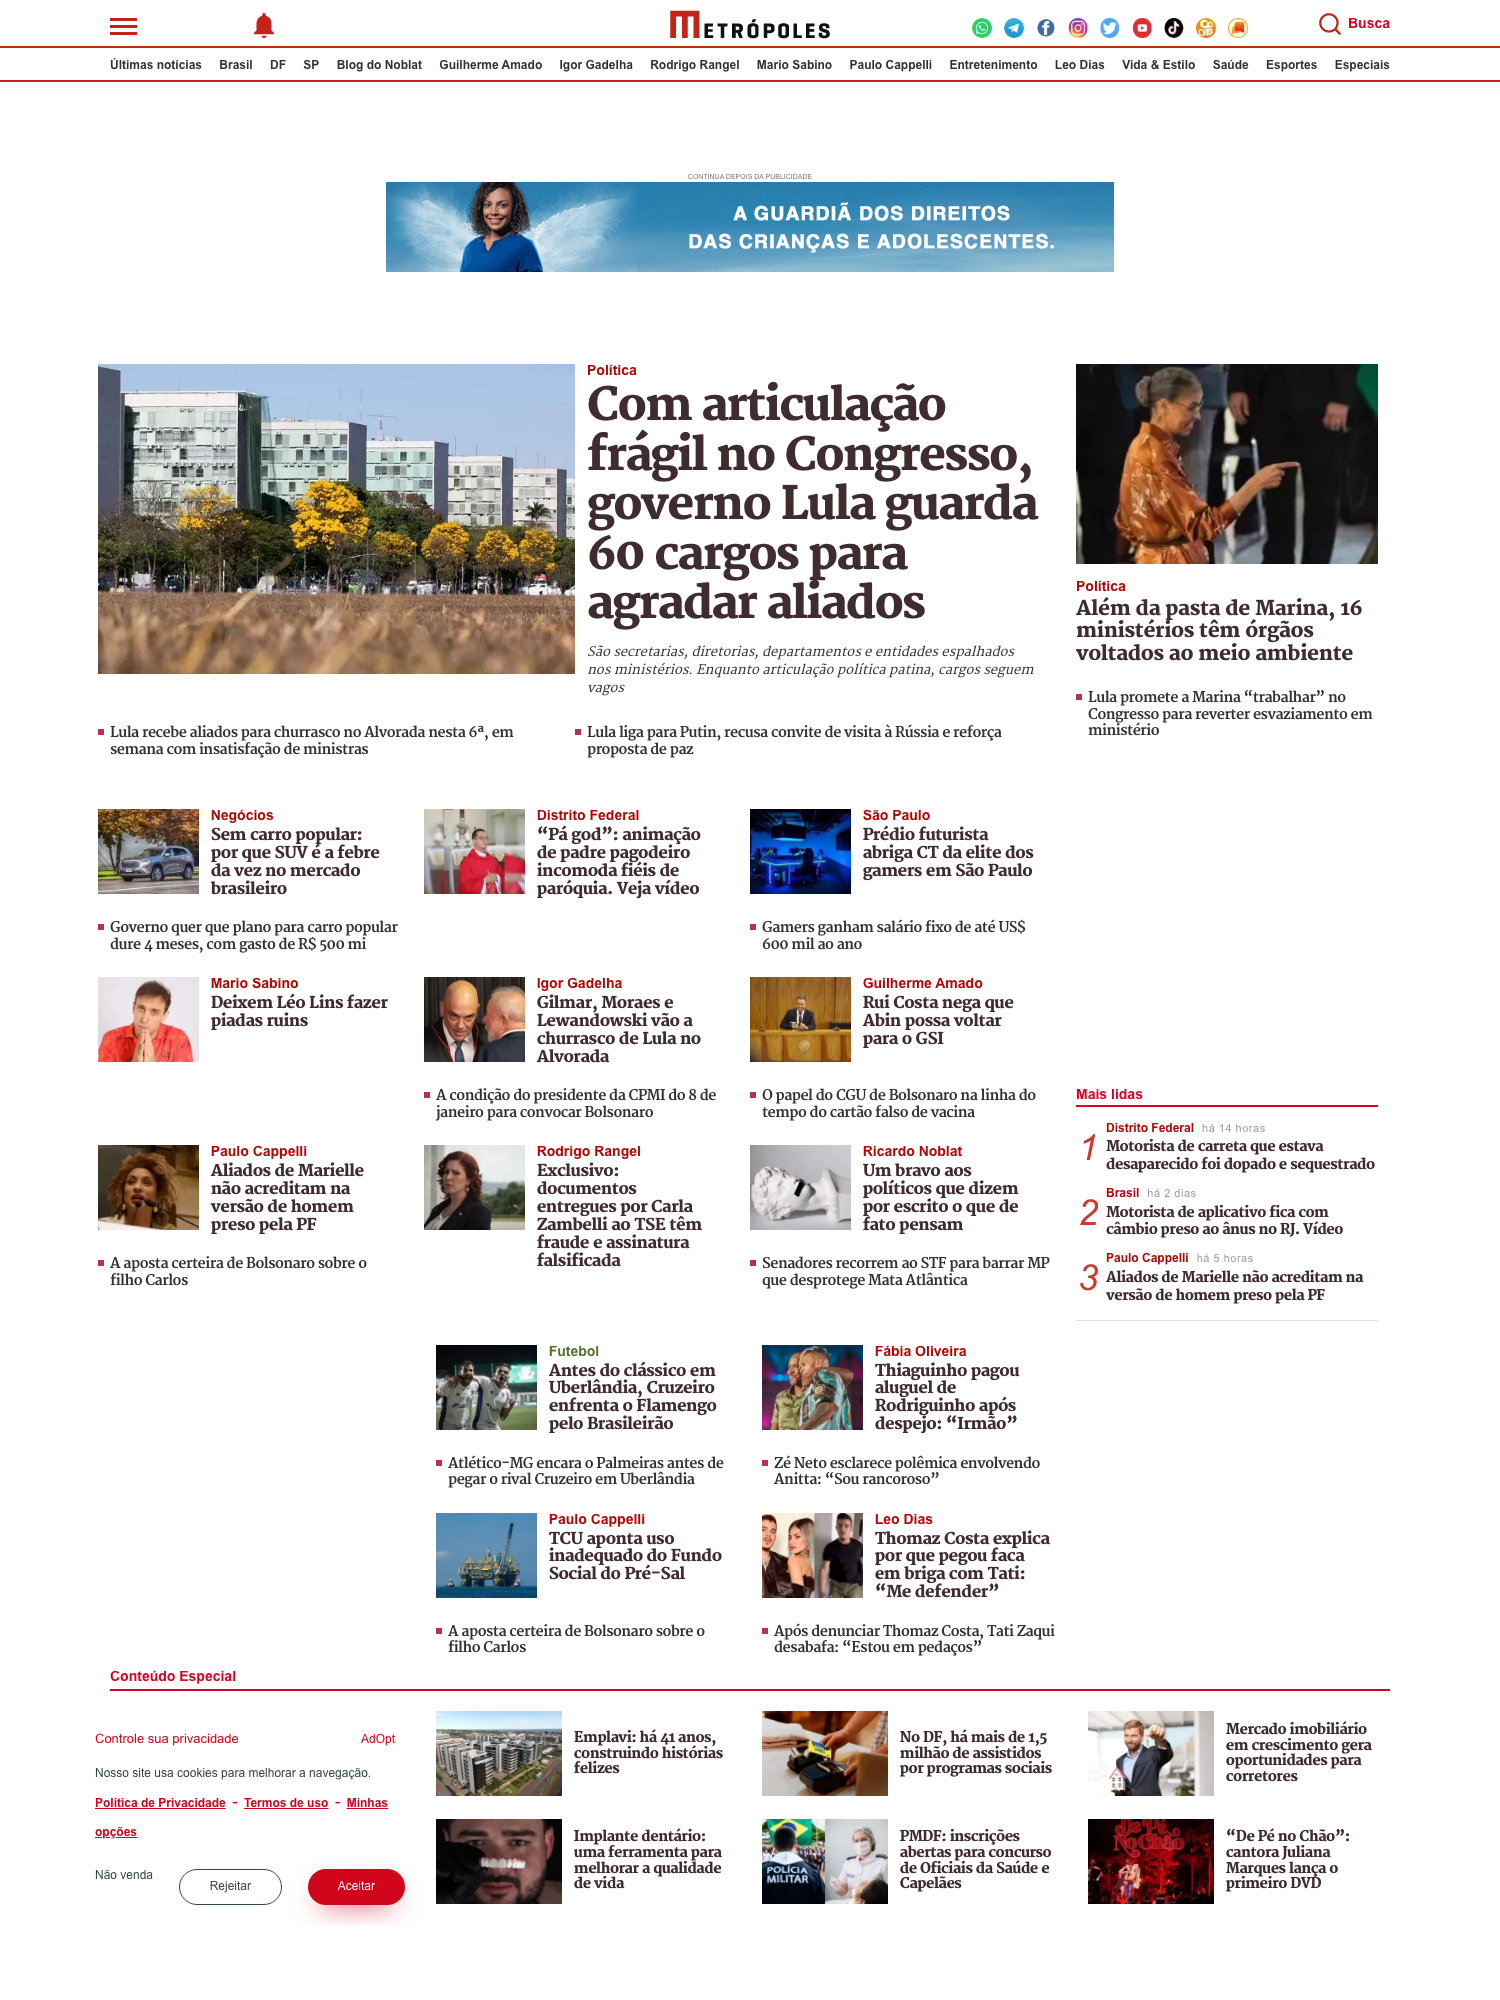 METRÓPOLES
Busca
Últimas notícias Brasil DF SP Blog do Noblat Guilherme Amado Igor Gadelha Rodrigo Rangel Mario Sabino Paulo Cappelli Entretenimento Leo Dias Vida & Estilo Saúde Esportes Especiais
CONTINUA DEPOIS DA PUBLICIDADE
A GUARDIÃ DOS DIREITOS
DAS CRIANÇAS E ADOLESCENTES.
Política
Com articulação
frágil no Congresso,
governo Lula guarda
60 cargos para
agradar aliados
São secretarias, diretorias, departamentos e entidades espalhados
nos ministérios. Enquanto articulação política patina, cargos seguem
vagos
Lula recebe aliados para churrasco no Alvorada nesta 6ª, em
semana com insatisfação de ministras
Lula liga para Putin, recusa convite de visita à Rússia e reforça
proposta de paz
Política
Além da pasta de Marina, 16
ministérios têm órgãos
voltados ao meio ambiente
Lula promete a Marina “trabalhar” no
Congresso para reverter esvaziamento em
ministério
Negócios
Sem carro popular:
por que SUV é a febre
da vez no mercado
brasileiro
Governo quer que plano para carro popular
dure 4 meses, com gasto de R$ 500 mi
Distrito Federal
“Pá god”: animação
de padre pagodeiro
incomoda fiéis de
paróquia. Veja vídeo
São Paulo
Prédio futurista
abriga CT da elite dos
gamers em São Paulo
Gamers ganham salário fixo de até US$
600 mil ao ano
Mario Sabino
Deixem Léo Lins fazer
piadas ruins
Igor Gadelha
Gilmar, Moraes e
Lewandowski vão a
churrasco de Lula no
Alvorada
A condição do presidente da CPMI do 8 de
janeiro para convocar Bolsonaro
Guilherme Amado
Rui Costa nega que
Abin possa voltar
para o GSI
O papel do CGU de Bolsonaro na linha do
tempo do cartão falso de vacina
Paulo Cappelli
Aliados de Marielle
não acreditam na
versão de homem
preso pela PF
A aposta certeira de Bolsonaro sobre o
filho Carlos
Rodrigo Rangel
Exclusivo:
documentos
entregues por Carla
Zambelli ao TSE têm
fraude e assinatura
falsificada
Ricardo Noblat
Um bravo aos
políticos que dizem
por escrito o que de
fato pensam
Senadores recorrem ao STF para barrar MP
que desprotege Mata Atlântica
Mais lidas
1
Distrito Federal há 14 horas
Motorista de carreta que estava
desaparecido foi dopado e sequestrado
2
Brasil há 2 dias
Motorista de aplicativo fica com
câmbio preso ao ânus no RJ. Vídeo
3
Paulo Cappelli há 5 horas
Aliados de Marielle não acreditam na
versão de homem preso pela PF
Futebol
Antes do clássico em
Uberlândia, Cruzeiro
enfrenta o Flamengo
pelo Brasileirão
Atlético-MG encara o Palmeiras antes de
pegar o rival Cruzeiro em Uberlândia
Fábia Oliveira
Thiaguinho pagou
aluguel de
Rodriguinho após
despejo: “Irmão”
Zé Neto esclarece polêmica envolvendo
Anitta: “Sou rancoroso”
Paulo Cappelli
TCU aponta uso
inadequado do Fundo
Social do Pré-Sal
A aposta certeira de Bolsonaro sobre o
filho Carlos
Leo Dias
Thomaz Costa explica
por que pegou faca
em briga com Tati:
“Me defender”
Após denunciar Thomaz Costa, Tati Zaqui
desabafa: “Estou em pedaços”
Conteúdo Especial
Emplavi: há 41 anos,
construindo histórias
felizes
No DF, há mais de 1,5
milhão de assistidos
por programas sociais
Mercado imobiliário
em crescimento gera
oportunidades para
corretores
Implante dentário:
uma ferramenta para
melhorar a qualidade
de vida
POLÍCIA
MILITAR
PMDF: inscrições
abertas para concurso
de Oficiais da Saúde e
Capelães
De Pé
No Chão
“De Pé no Chão”:
cantora Juliana
Marques lança o
primeiro DVD
Controle sua privacidade AdOpt
Nosso site usa cookies para melhorar a navegação.
Política de Privacidade - Termos de uso - Minhas
opções
Não venda Rejeitar Aceitar